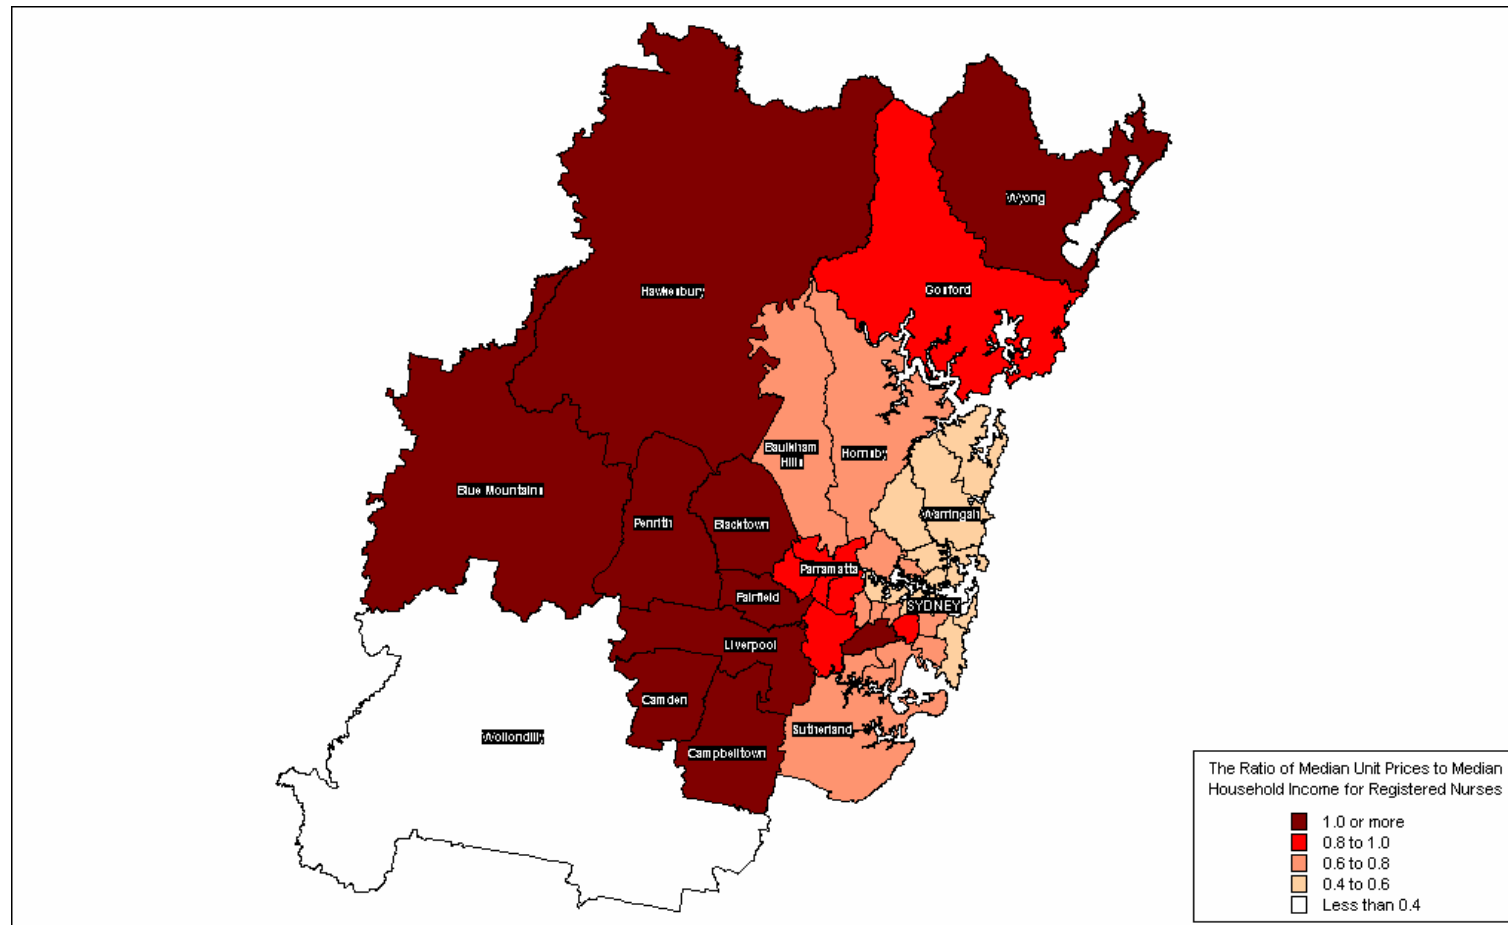 Wyong
Gosford
Hawkesbury
Baulkham
Hills
Hornsby
Blue Mountains
Warringah
Penrith
Blacktown
Parramatta
Fairfield
SYDNEY
Liverpool
Camden
Sutherland
Wollondilly
Campbelltown
The Ratio of Median Unit Prices to Median
Household Income for Registered Nurses
1.0 or more
0.8 to 1.0
0.6 to 0.8
0.4 to 0.6
Less than 0.4